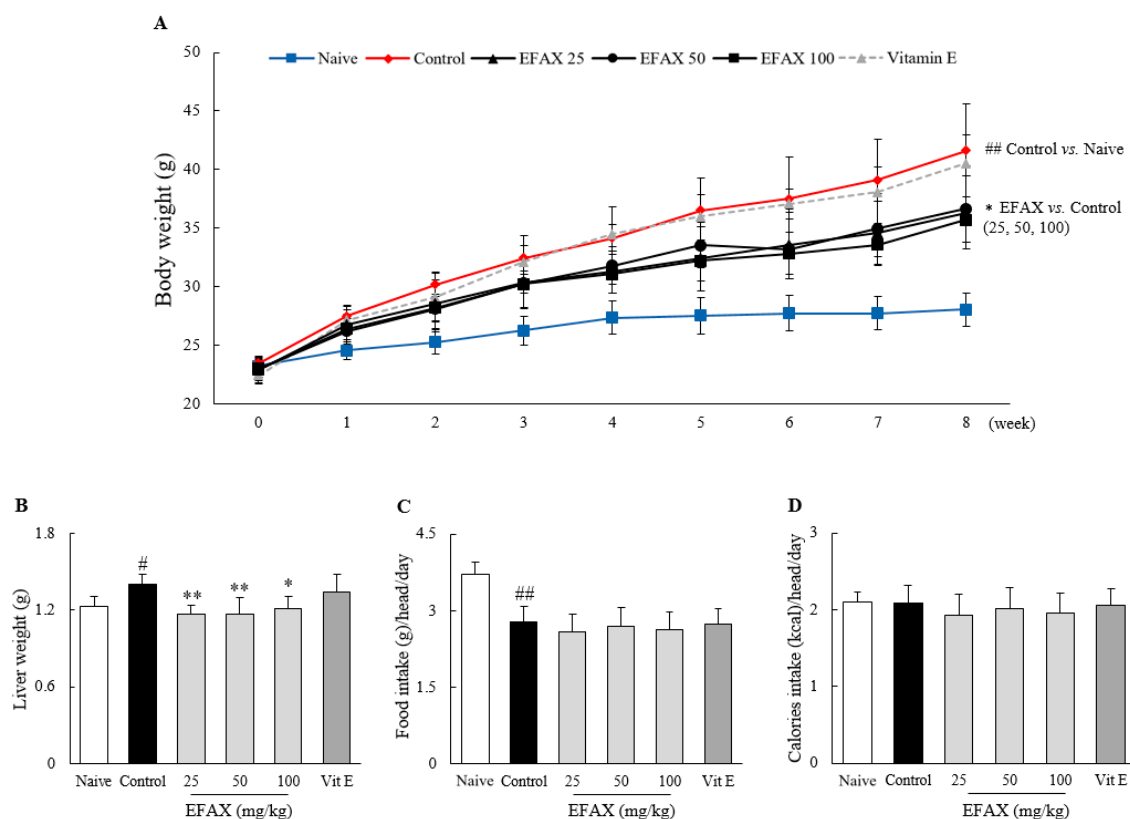 A
Naive Control EFAX 25 EFAX 50 EFAX 100 Vitamin E
Body weight (g)
50
45
40
35
30
25
20
0 1 2 3 4 5 6 7 8 (week)
## Control vs. Naive
* EFAX vs. Control
(25, 50, 100)
B
Liver weight (g)
1.8
1.2
0.6
0
#
**
**
*
Naive Control 25 50 100 Vit E
EFAX (mg/kg)
C
Food intake (g)/head/day
4.5
3
1.5
0
##
Naive Control 25 50 100 Vit E
EFAX (mg/kg)
D
Calories intake (kcal)/head/day
3
2
1
0
Naive Control 25 50 100 Vit E
EFAX (mg/kg)